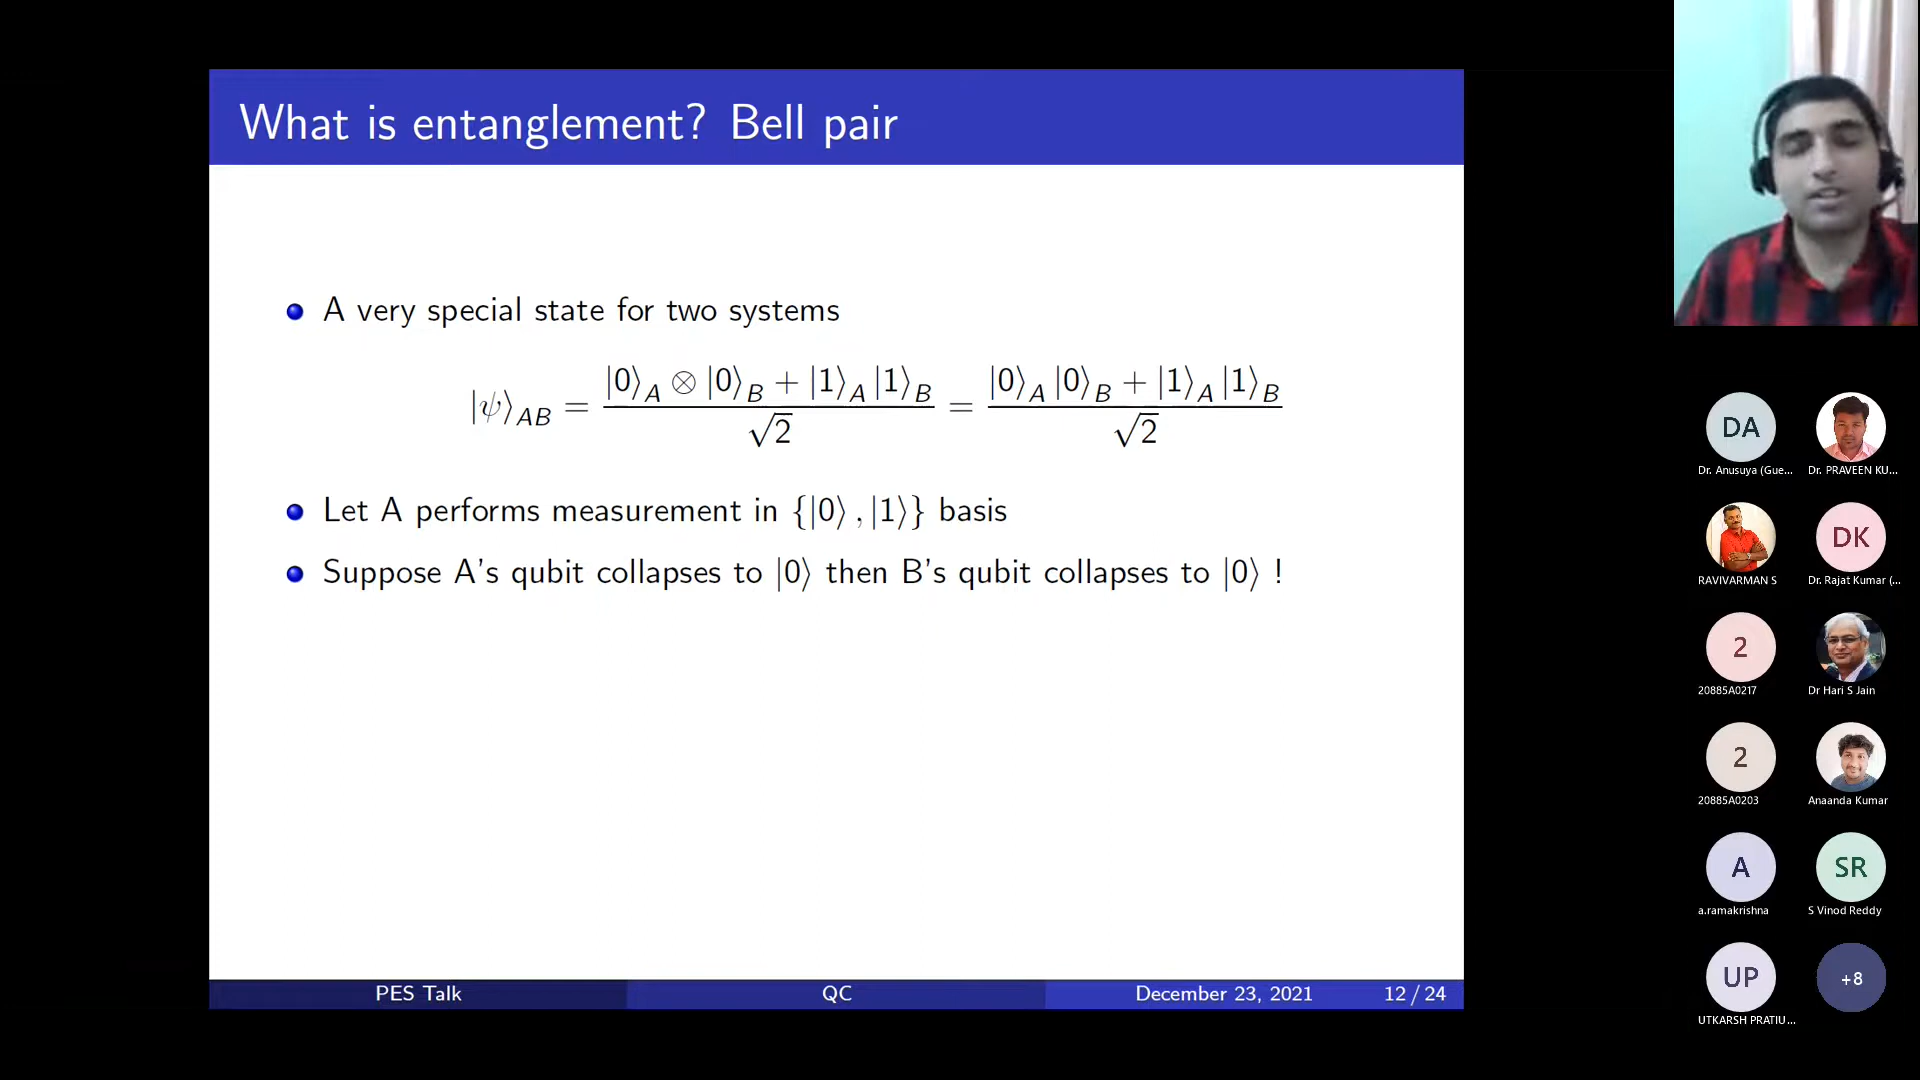 What is entanglement? Bell pair
A very special state for two systems
|ψ⟩_AB = (|0⟩_A ⊗ |0⟩_B + |1⟩_A |1⟩_B)/√2 = (|0⟩_A |0⟩_B + |1⟩_A |1⟩_B)/√2
Let A performs measurement in {|0⟩ , |1⟩} basis
Suppose A's qubit collapses to |0⟩ then B's qubit collapses to |0⟩ !
PES Talk QC December 23, 2021 12 / 24
DA
Dr. Anusuya (Gue... Dr. PRAVEEN KU...
DK
RAVIVARMAN S Dr. Rajat Kumar (...
2
20885A0217 Dr Hari S Jain
2
20885A0203 Anaanda Kumar
A SR
a.ramakrishna S Vinod Reddy
UP +8
UTKARSH PRATIU...